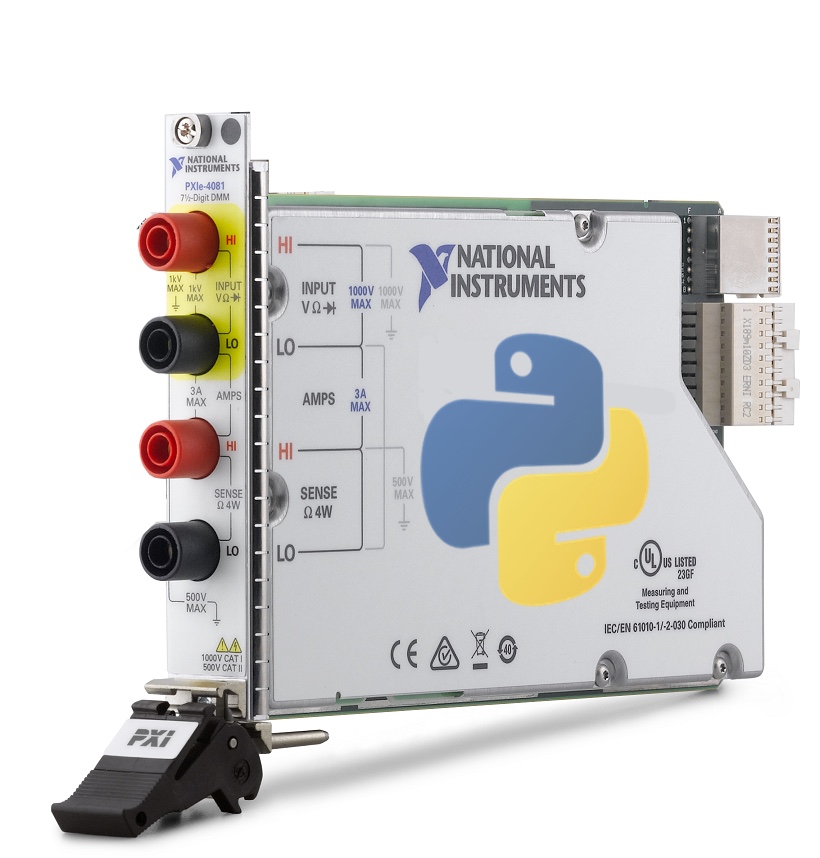 NATIONAL
INSTRUMENTS
PXIe-4081
7½-Digit DMM
HI
1kV
MAX
1kV
MAX
INPUT
VΩ
LO
3A
MAX
AMPS
HI
SENSE
Ω 4W
LO
500V
MAX
1000V CAT I
500V CAT II
PXI
HI
INPUT
VΩ
1000V
MAX
1000V
MAX
LO
AMPS
3A
MAX
HI
SENSE
Ω 4W
500V
MAX
LO
NATIONAL
INSTRUMENTS
C UL US LISTED
23GF
Measuring and
Testing Equipment
IEC/EN 61010-1/-2-030 Compliant
CE
40